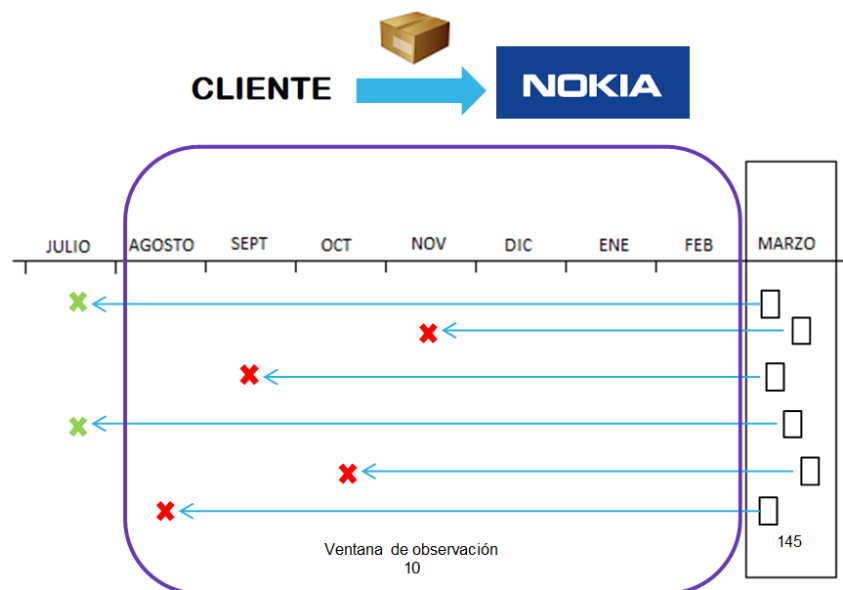 CLIENTE
NOKIA
JULIO
AGOSTO
SEPT
OCT
NOV
DIC
ENE
FEB
MARZO
Ventana de observación
10
145